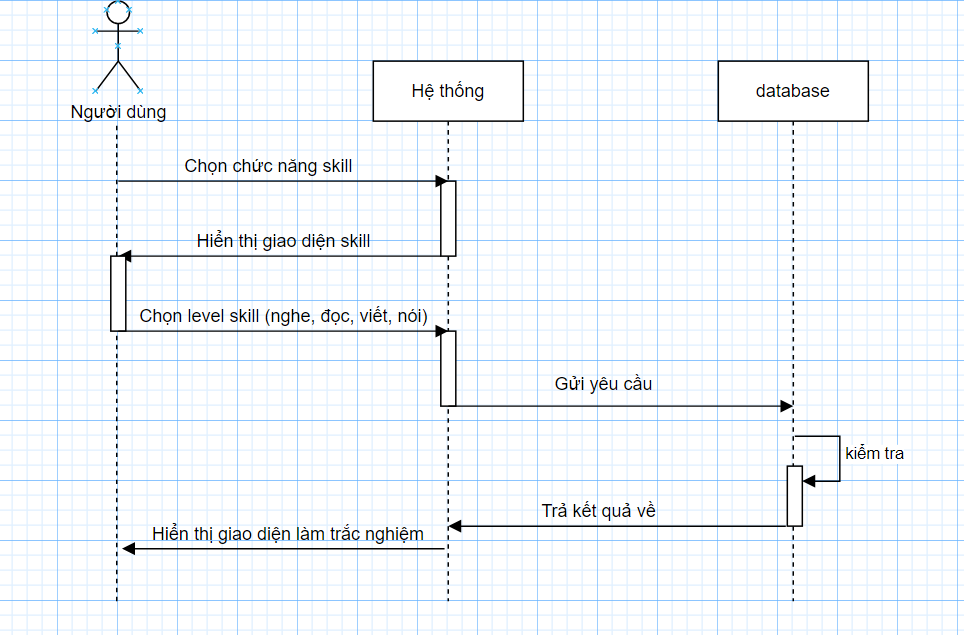 Người dùng
Hệ thống
database
Chọn chức năng skill
Hiển thị giao diện skill
Chọn level skill (nghe, đọc, viết, nói)
Gửi yêu cầu
kiểm tra
Trả kết quả về
Hiển thị giao diện làm trắc nghiệm